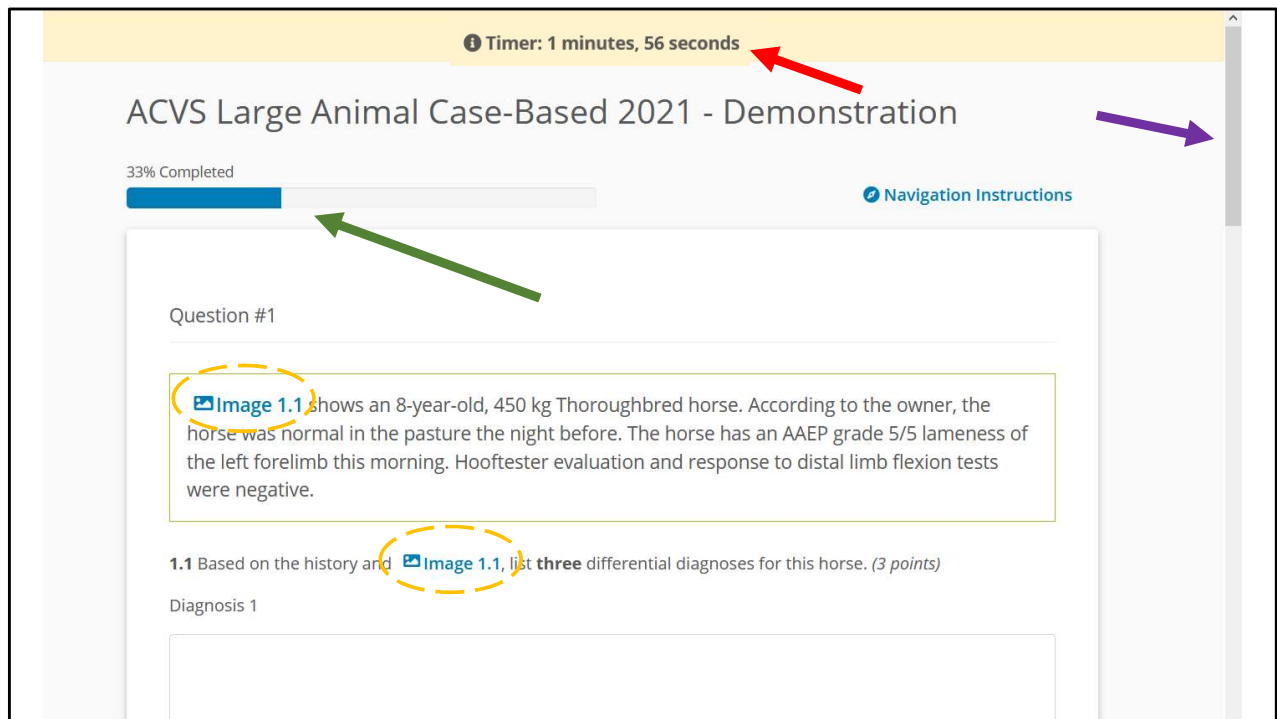 Timer: 1 minutes, 56 seconds
ACVS Large Animal Case-Based 2021 - Demonstration
33% Completed
Navigation Instructions
Question #1
Image 1.1 shows an 8-year-old, 450 kg Thoroughbred horse. According to the owner, the
horse was normal in the pasture the night before. The horse has an AAEP grade 5/5 lameness of
the left forelimb this morning. Hooftester evaluation and response to distal limb flexion tests
were negative.
1.1 Based on the history and Image 1.1, list three differential diagnoses for this horse. (3 points)
Diagnosis 1